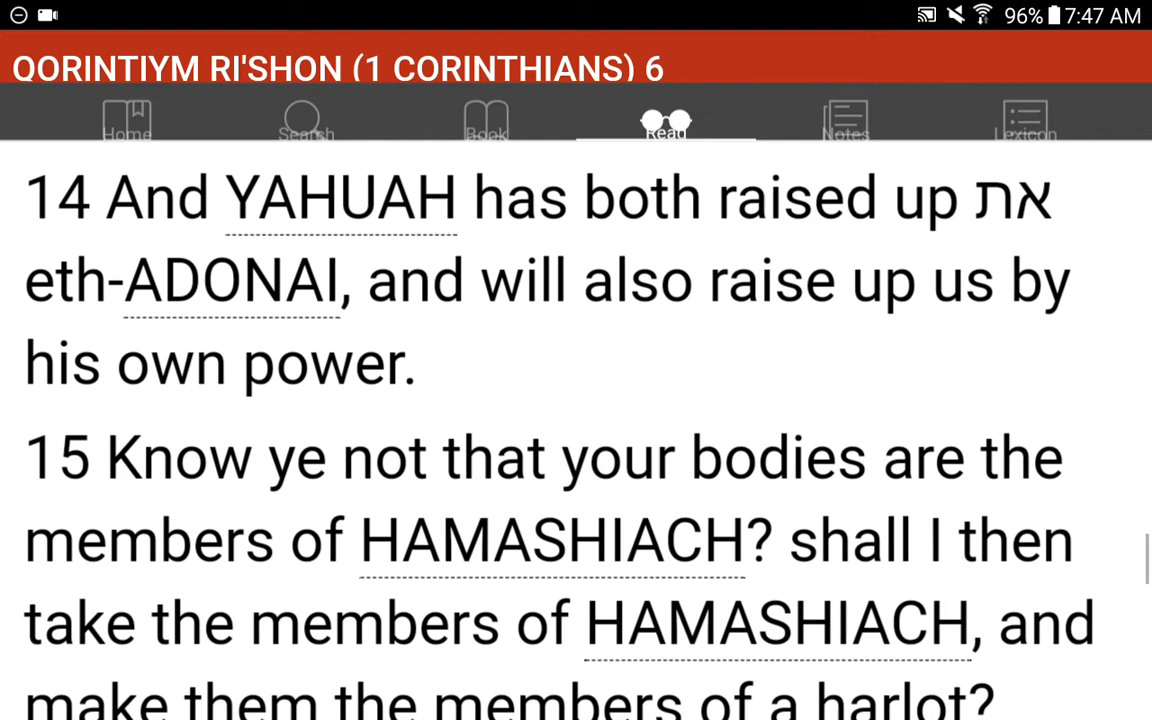 96% 7:47 AM
QORINTIYM RI'SHON (1 CORINTHIANS) 6
Home Search Book Read Notes Lexicon
14 And YAHUAH has both raised up את
eth-ADONAI, and will also raise up us by
his own power.
15 Know ye not that your bodies are the
members of HAMASHIACH? shall I then
take the members of HAMASHIACH, and
make them the members of a harlot?